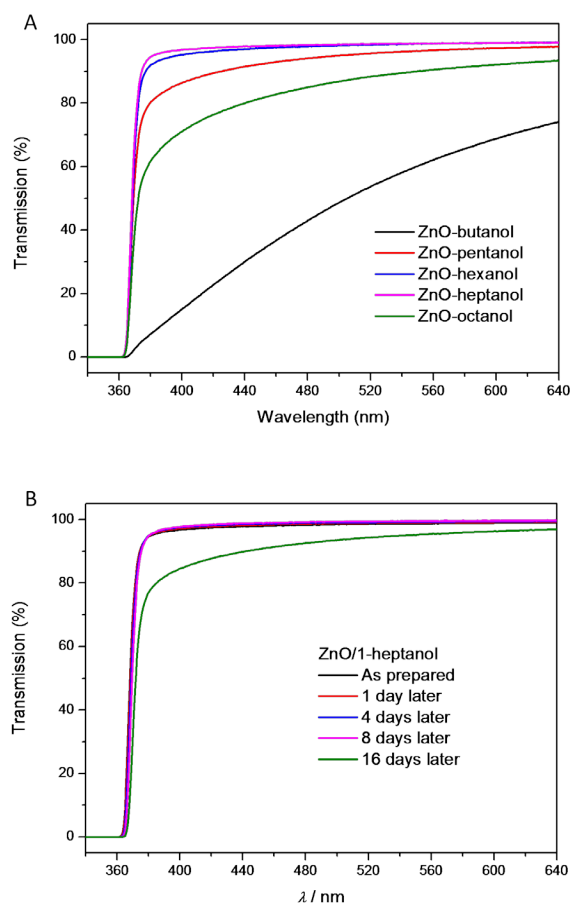 A
100
80
60
40
20
0
Transmission (%)
ZnO-butanol
ZnO-pentanol
ZnO-hexanol
ZnO-heptanol
ZnO-octanol
360 400 440 480 520 560 600 640
Wavelength (nm)
B
100
80
60
40
20
0
Transmission (%)
ZnO/1-heptanol
As prepared
1 day later
4 days later
8 days later
16 days later
360 400 440 480 520 560 600 640
λ / nm